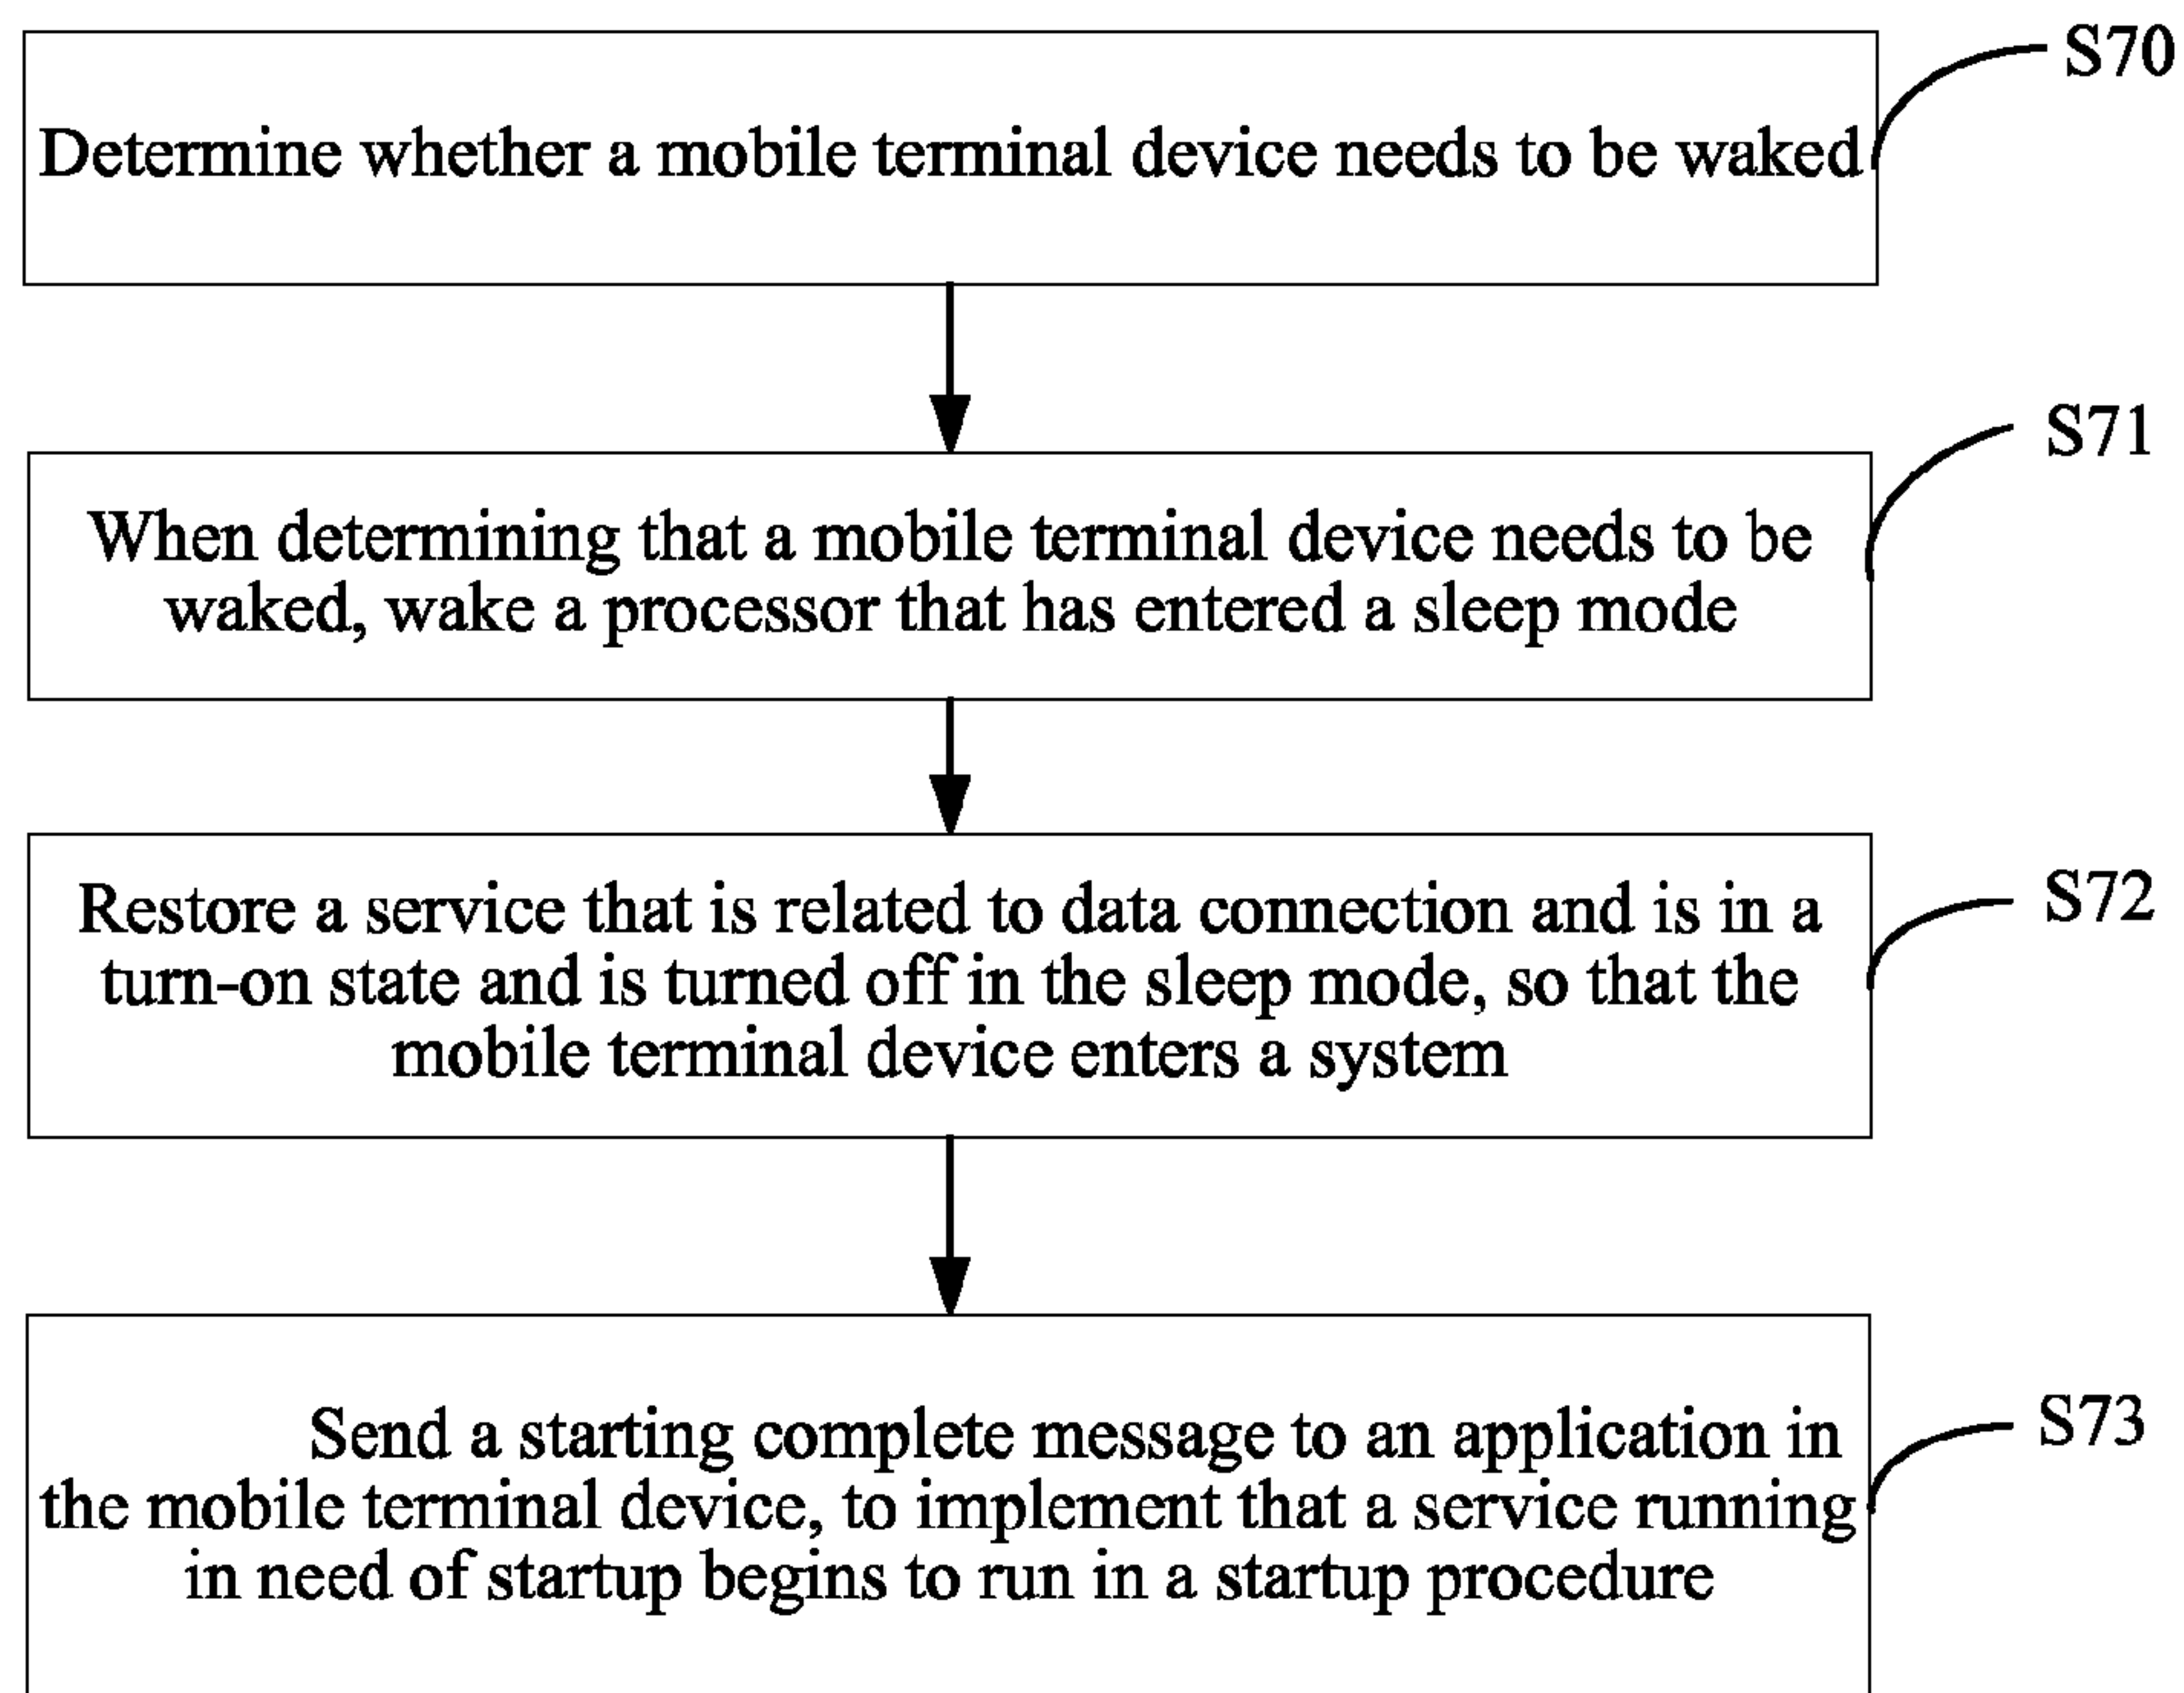 S70
Determine whether a mobile terminal device needs to be waked
S71
When determining that a mobile terminal device needs to be
waked, wake a processor that has entered a sleep mode
S72
Restore a service that is related to data connection and is in a
turn-on state and is turned off in the sleep mode, so that the
mobile terminal device enters a system
S73
Send a starting complete message to an application in
the mobile terminal device, to implement that a service running
in need of startup begins to run in a startup procedure